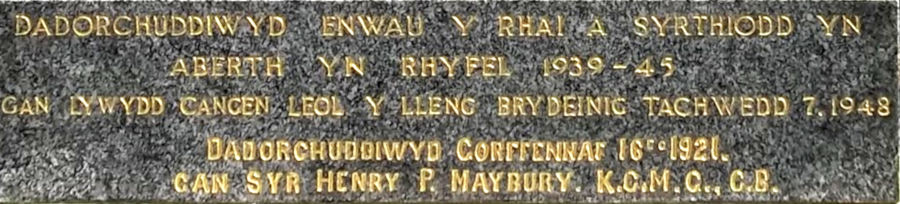 DADORCHUDDIWYD ENWAU Y RHAI A SYRTHIODD YN
ABERTH YN RHYFEL 1939-45
GAN LYWYDD CANGEN LEOL Y LLENG BRYDEINIG TACHWEDD 7, 1948
DADORCHUDDIWYD GORFFENNAF 16EG 1921.
GAN SYR HENRY P. MAYBURY. K.C.M.G., C.B.